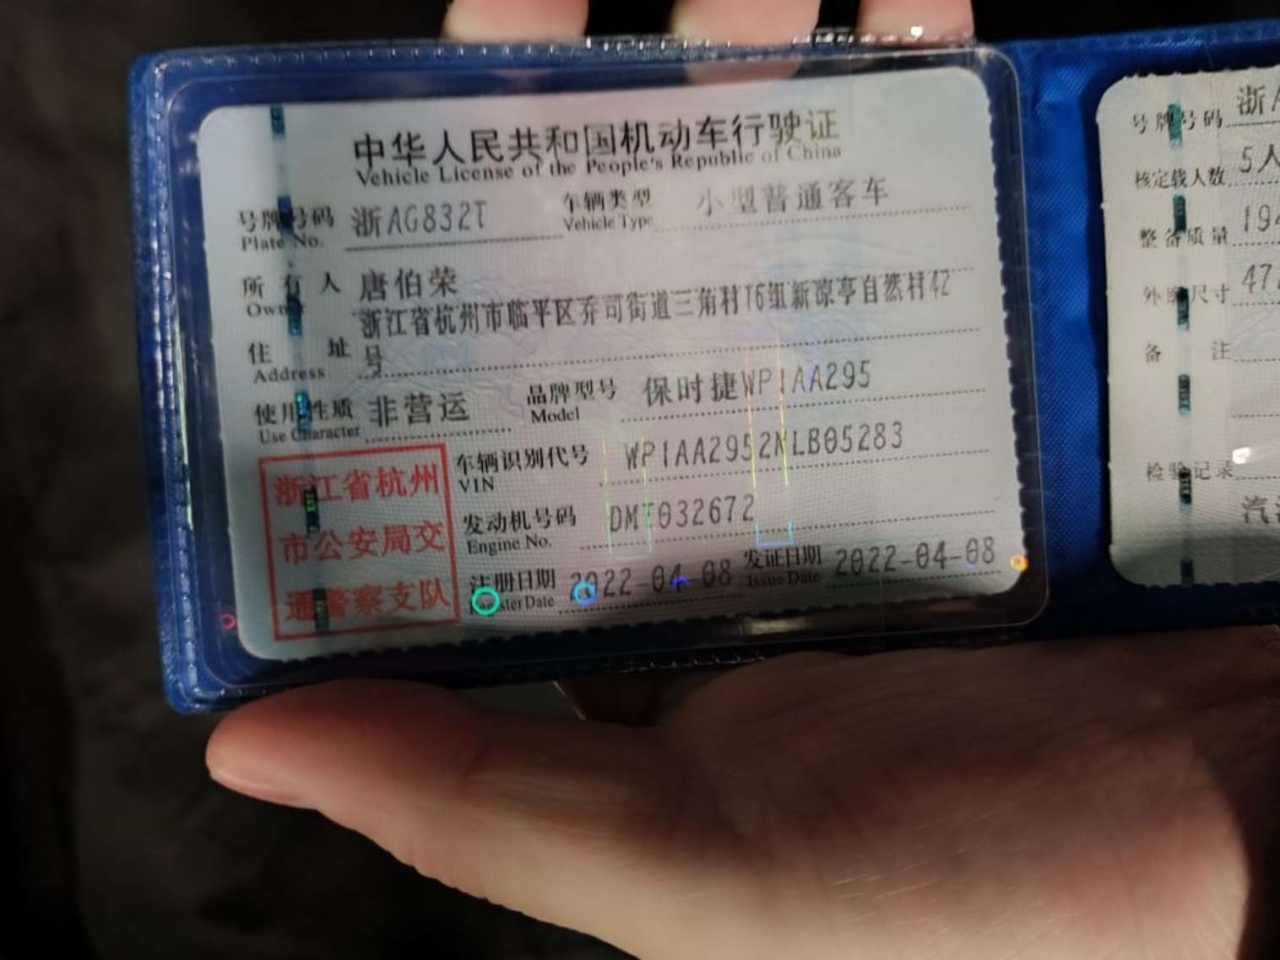 中华人民共和国机动车行驶证
Vehicle License of the People's Republic of China
号牌号码 浙AG832T 车辆类型 小型普通客车
Plate No. Vehicle Type
所有人 唐伯荣
Owner
浙江省杭州市临平区乔司街道三角村16组新凉亭自然村42
住址 号
Address
使用性质 非营运 品牌型号 保时捷WP1AA295
Use Character Model
车辆识别代号 WP1AA2952NLB05283
VIN
发动机号码 DMT032672
Engine No.
注册日期 2022-04-08 发证日期 2022-04-08
ster Date Issue Date
浙江省杭州
市公安局交
通警察支队
号牌号码 浙A
核定载人数 5人
整备质量 19
外廓尺寸 47
备注
检验记录
汽